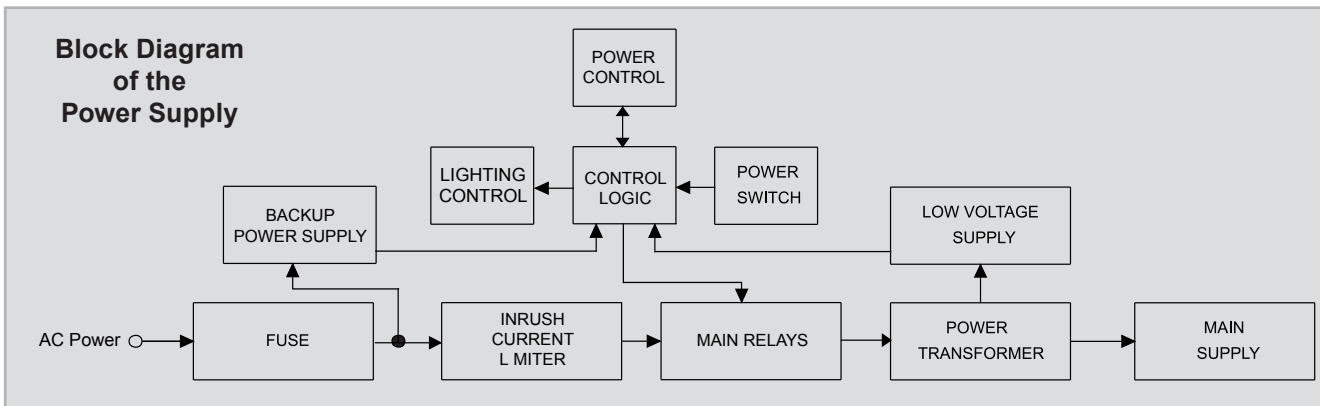 Block Diagram
of the
Power Supply
POWER
CONTROL
LIGHTING
CONTROL
CONTROL
LOGIC
POWER
SWITCH
BACKUP
POWER SUPPLY
LOW VOLTAGE
SUPPLY
AC Power
FUSE
INRUSH
CURRENT
L MITER
MAIN RELAYS
POWER
TRANSFORMER
MAIN
SUPPLY